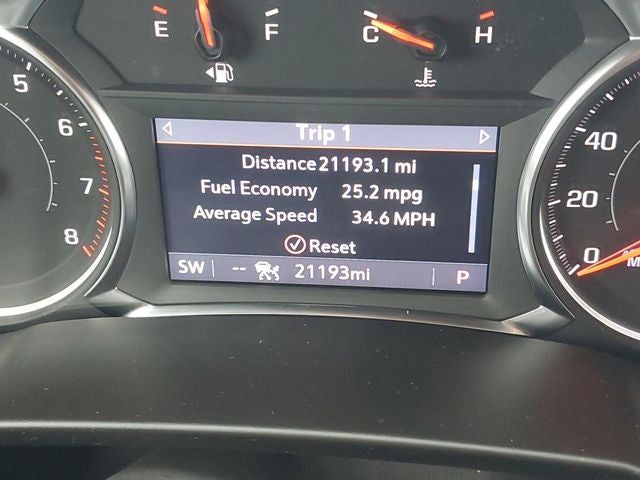 E F
C H
5
6
7
8
Trip 1
Distance 21193.1 mi
Fuel Economy 25.2 mpg
Average Speed 34.6 MPH
Reset
SW -- 21193mi P
40
20
0